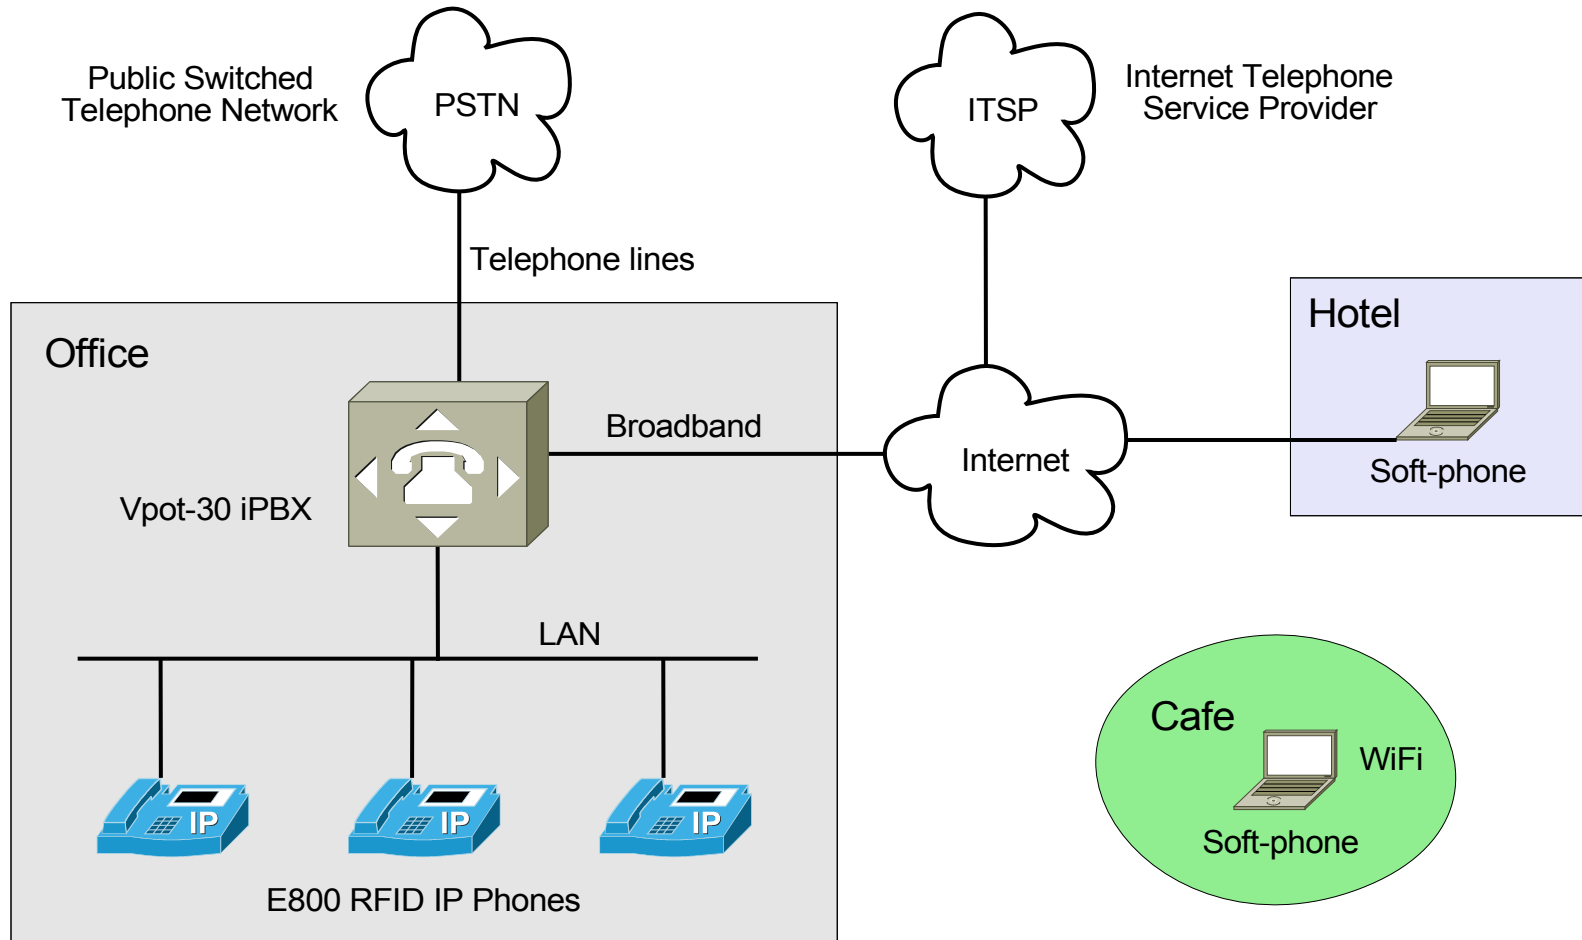 Public Switched
Telephone Network
PSTN
ITSP
Internet Telephone
Service Provider
Telephone lines
Office
Hotel
Broadband
Internet
Soft-phone
Vpot-30 iPBX
LAN
Cafe
WiFi
Soft-phone
IP
IP
IP
E800 RFID IP Phones